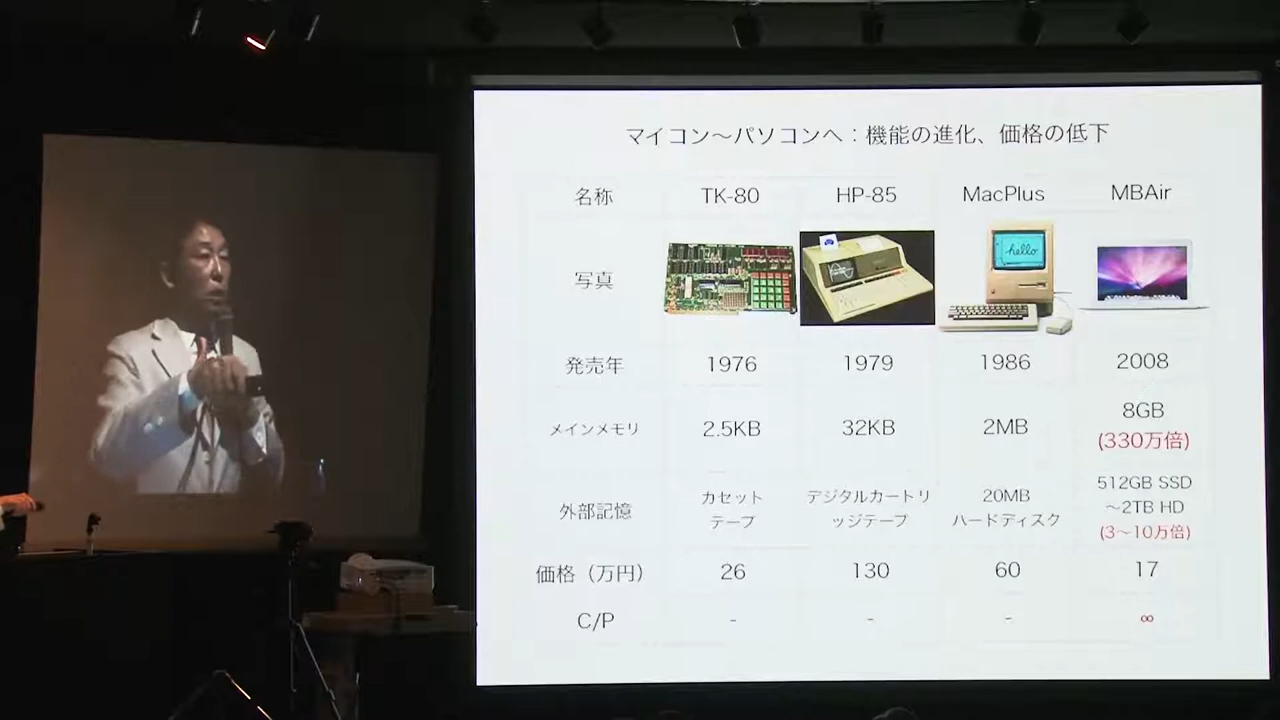 マイコン〜パソコンへ：機能の進化、価格の低下
名称 TK-80 HP-85 MacPlus MBAir
写真
hello
発売年 1976 1979 1986 2008
メインメモリ 2.5KB 32KB 2MB 8GB
(330万倍)
外部記憶 カセット デジタルカートリ 20MB 512GB SSD
テープ ッジテープ ハードディスク 〜2TB HD
(3〜10万倍)
価格（万円） 26 130 60 17
C/P - - - ∞